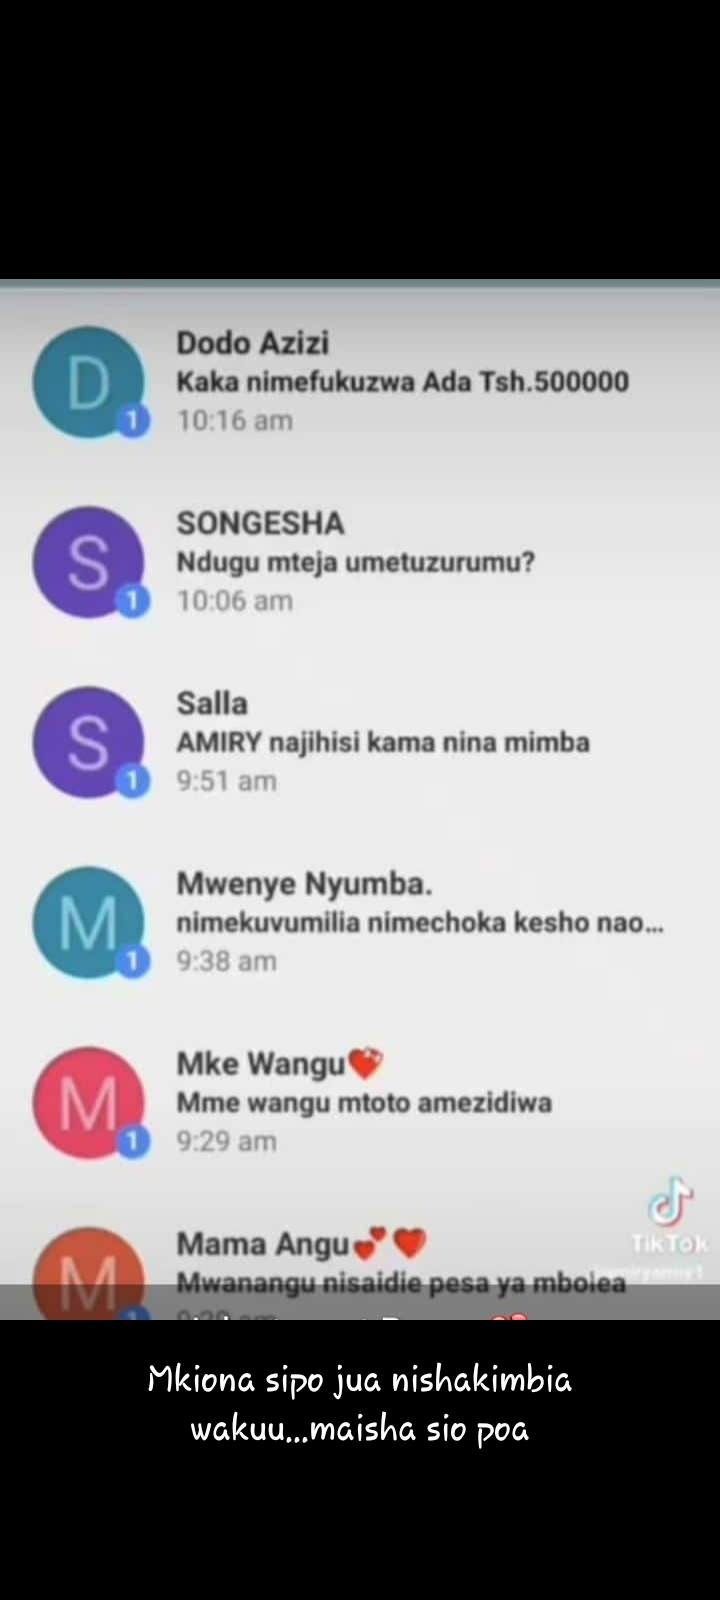 D
1
Dodo Azizi
Kaka nimefukuzwa Ada Tsh.500000
10:16 am
S
1
SONGESHA
Ndugu mteja umetuzurumu?
10:06 am
S
1
Salla
AMIRY najihisi kama nina mimba
9:51 am
M
1
Mwenye Nyumba.
nimekuvumilia nimechoka kesho nao...
9:38 am
M
1
Mke Wangu💝
Mme wangu mtoto amezidiwa
9:29 am
M
Mama Angu💕❤️
Mwanangu nisaidie pesa ya mbolea
TikTok
Mkiona sipo jua nishakimbia
wakuu...maisha sio poa